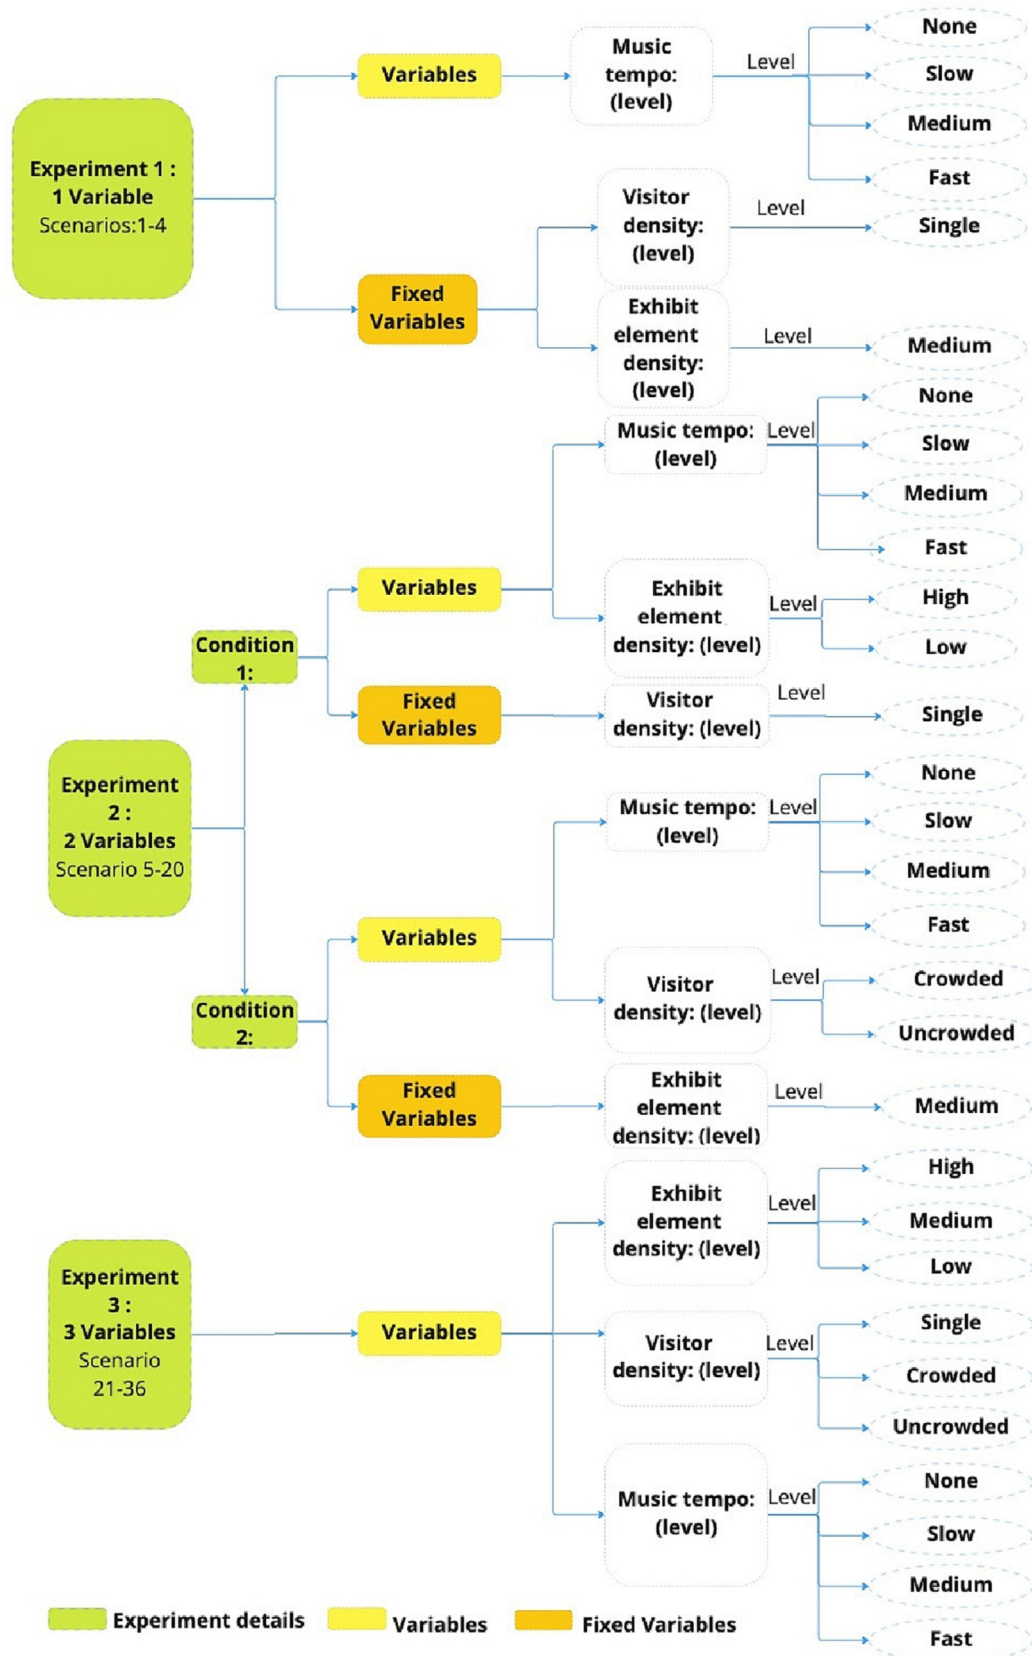 None
Music
tempo:
(level)
Level
Variables
Slow
Medium
Experiment 1 :
1 Variable
Scenarios:1-4
Fast
Visitor
density:
(level)
Level
Single
Fixed
Variables
Exhibit
element
density:
(level)
Level
Medium
None
Music tempo:
(level)
Level
Slow
Medium
Fast
Variables
Exhibit
element
density: (level)
Level
High
Low
Condition
1:
Fixed
Variables
Visitor
density: (level)
Level
Single
Experiment
2 :
2 Variables
Scenario 5-20
None
Music tempo:
(level)
Level
Slow
Medium
Fast
Variables
Visitor
density: (level)
Level
Crowded
Uncrowded
Condition
2:
Fixed
Variables
Exhibit
element
density: (level)
Level
Medium
High
Exhibit
element
density: (level)
Level
Medium
Low
Experiment
3 :
3 Variables
Scenario
21-36
Variables
Visitor
density: (level)
Level
Single
Crowded
Uncrowded
Music tempo:
(level)
Level
None
Slow
Medium
Fast
Experiment details
Variables
Fixed Variables